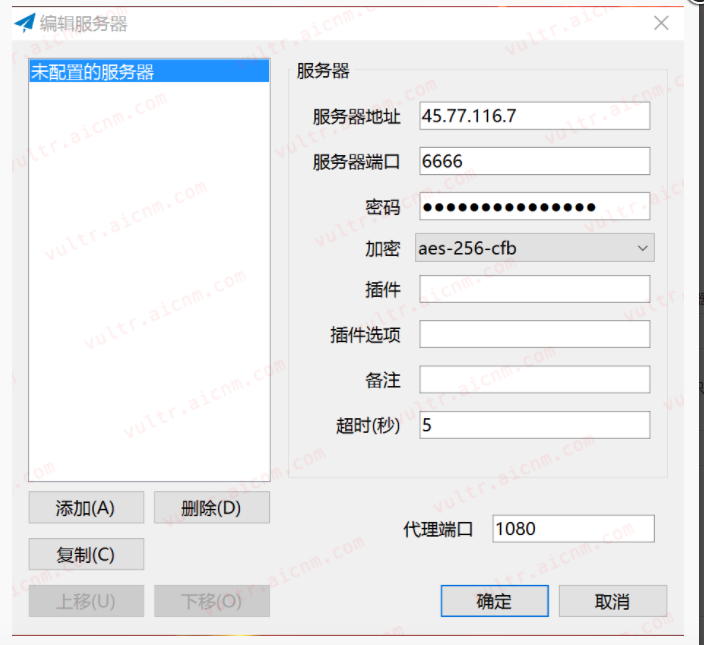 编辑服务器
未配置的服务器
服务器
服务器地址 45.77.116.7
服务器端口 6666
密码 ●●●●●●●●●●●●●●●
加密 aes-256-cfb
插件
插件选项
备注
超时(秒) 5
添加(A) 删除(D)
代理端口 1080
复制(C)
上移(U) 下移(O)
确定 取消
vultr.aicnm.com